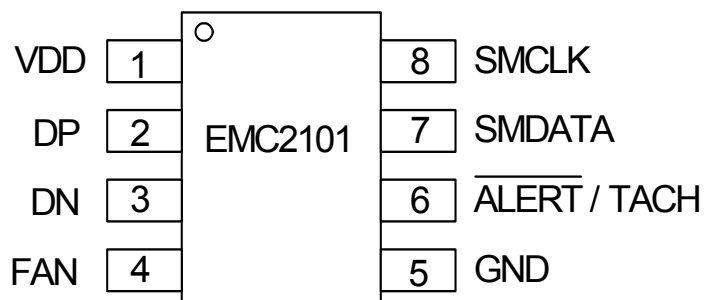 VDD 1 8 SMCLK
DP 2 EMC2101 7 SMDATA
DN 3 6 ALERT / TACH
FAN 4 5 GND